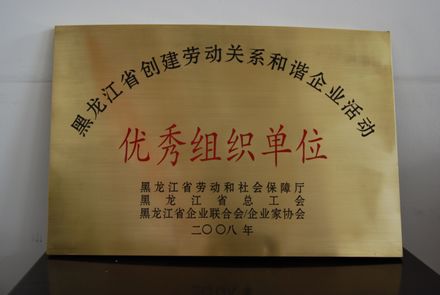 黑龙江省创建劳动关系和谐企业活动
优秀组织单位
黑龙江省劳动和社会保障厅
黑龙江省总工会
黑龙江省企业联合会/企业家协会
二〇〇八年